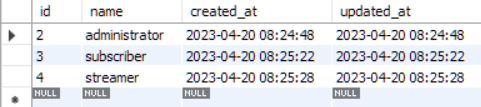 id name created_at updated_at
2 administrator 2023-04-20 08:24:48 2023-04-20 08:24:48
3 subscriber 2023-04-20 08:25:22 2023-04-20 08:25:22
4 streamer 2023-04-20 08:25:28 2023-04-20 08:25:28
NULL NULL NULL NULL